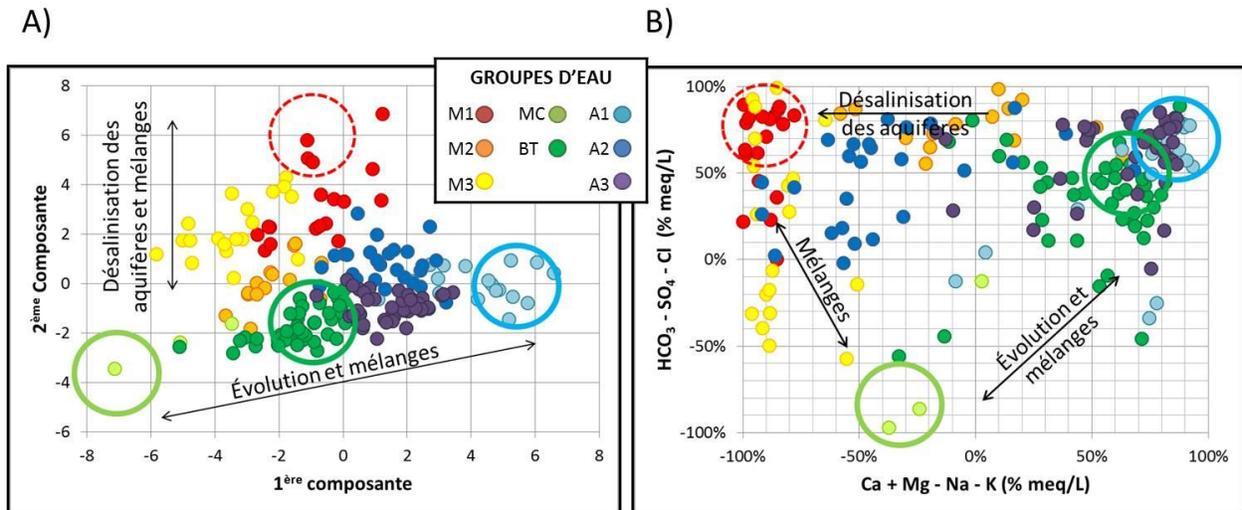 A)
B)
GROUPES D'EAU
M1 MC A1
M2 BT A2
M3 A3
8
6
4
2
0
-2
-4
-6
-8 -6 -4 -2 0 2 4 6 8
2ème Composante
1ère composante
Désalinisation des
aquifères et mélanges
Évolution et mélanges
100%
50%
0%
-50%
-100%
-100% -50% 0% 50% 100%
HCO3 - SO4 - Cl (% meq/L)
Ca + Mg - Na - K (% meq/L)
Désalinisation
des aquifères
Mélanges
Évolution et
mélanges